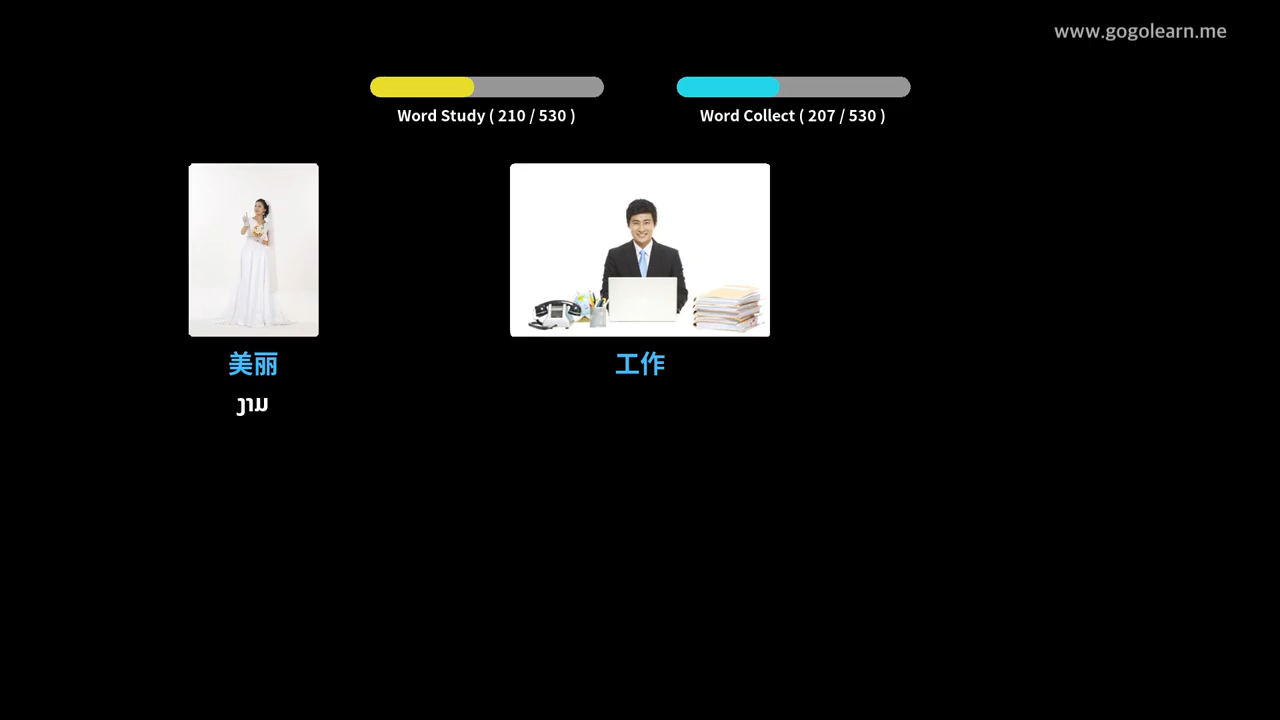 www.gogolearn.me
Word Study ( 210 / 530 )
Word Collect ( 207 / 530 )
美丽
工作
ງາມ